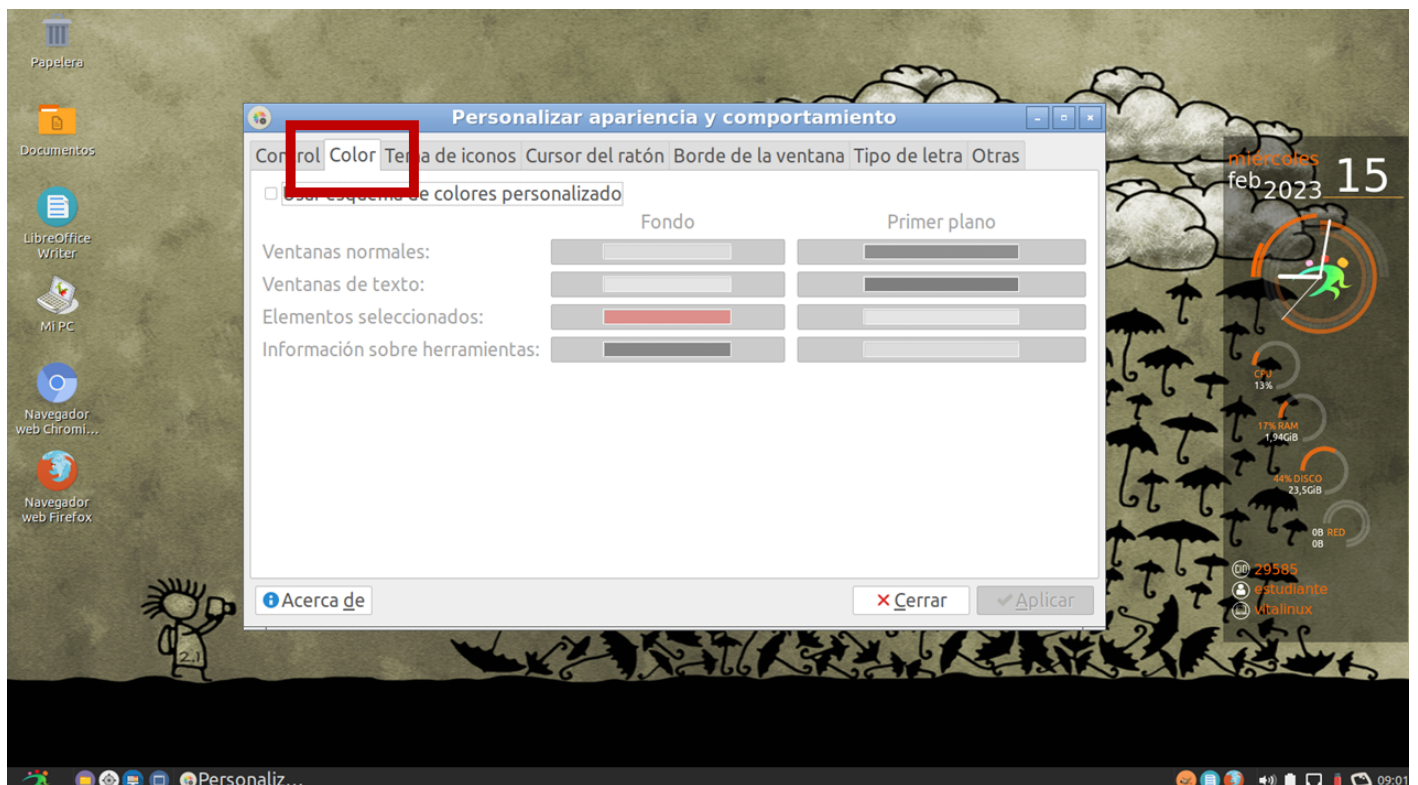 Papelera
Documentos
LibreOffice
Writer
Mi PC
Navegador
web Chromi...
Navegador
web Firefox
Personalizar apariencia y comportamiento
Control Color Tema de iconos Cursor del ratón Borde de la ventana Tipo de letra Otras
Usar esquema de colores personalizado
Fondo Primer plano
Ventanas normales:
Ventanas de texto:
Elementos seleccionados:
Información sobre herramientas:
Acerca de Cerrar Aplicar
miércoles
feb 2023 15
CPU
13%
17% RAM
1,94GiB
44% DISCO
23,5GiB
0B RED
0B
CID 29585
estudiante
vitalinux
2.1
Personaliz...
09:01